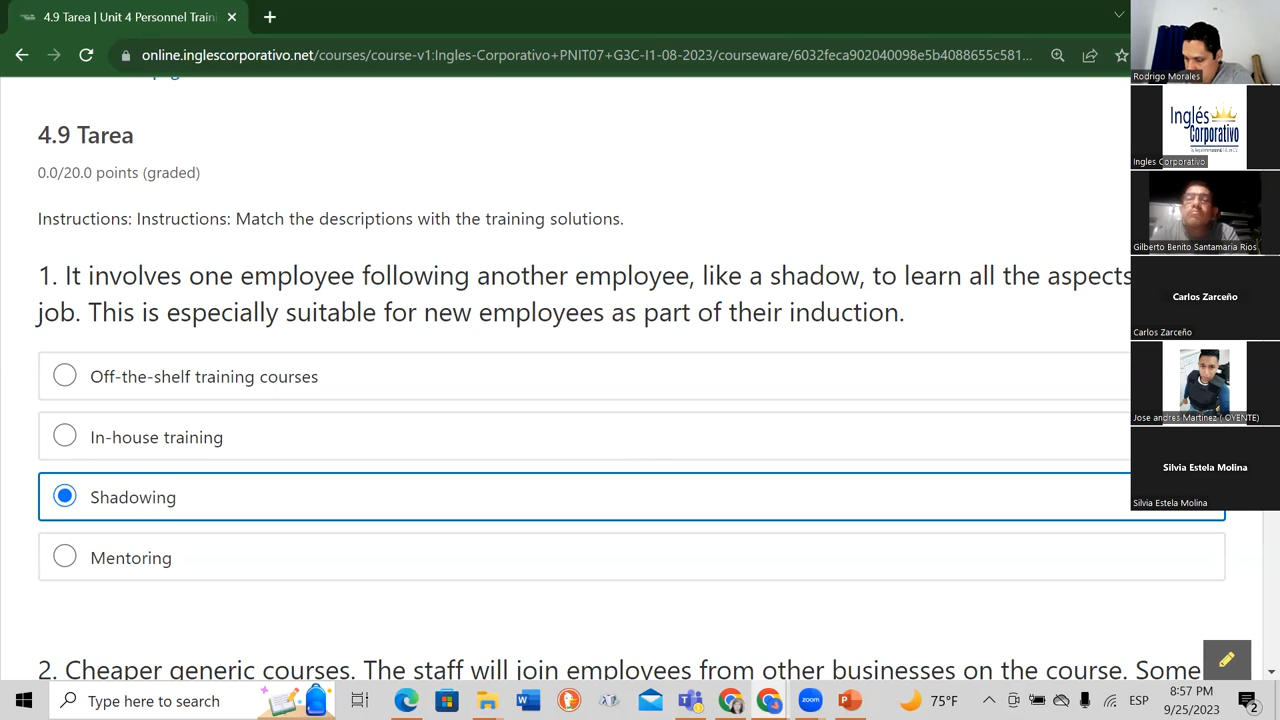 4.9 Tarea | Unit 4 Personnel Traini
online.inglescorporativo.net/courses/course-v1:Ingles-Corporativo+PNIT07+G3C-I1-08-2023/courseware/6032feca902040098e5b4088655c581...
4.9 Tarea
0.0/20.0 points (graded)
Instructions: Instructions: Match the descriptions with the training solutions.
1. It involves one employee following another employee, like a shadow, to learn all the aspects
job. This is especially suitable for new employees as part of their induction.
Off-the-shelf training courses
In-house training
Shadowing
Mentoring
2. Cheaper generic courses. The staff will join employees from other businesses on the course. Some
Rodrigo Morales
Inglés
Corporativo
Ingles Corporativo
Gilberto Benito Santamaria Rios
Carlos Zarceño
Carlos Zarceño
Jose andres Martinez ( OYENTE)
Silvia Estela Molina
Silvia Estela Molina
Type here to search
zoom
75°F
ESP
8:57 PM
9/25/2023
2